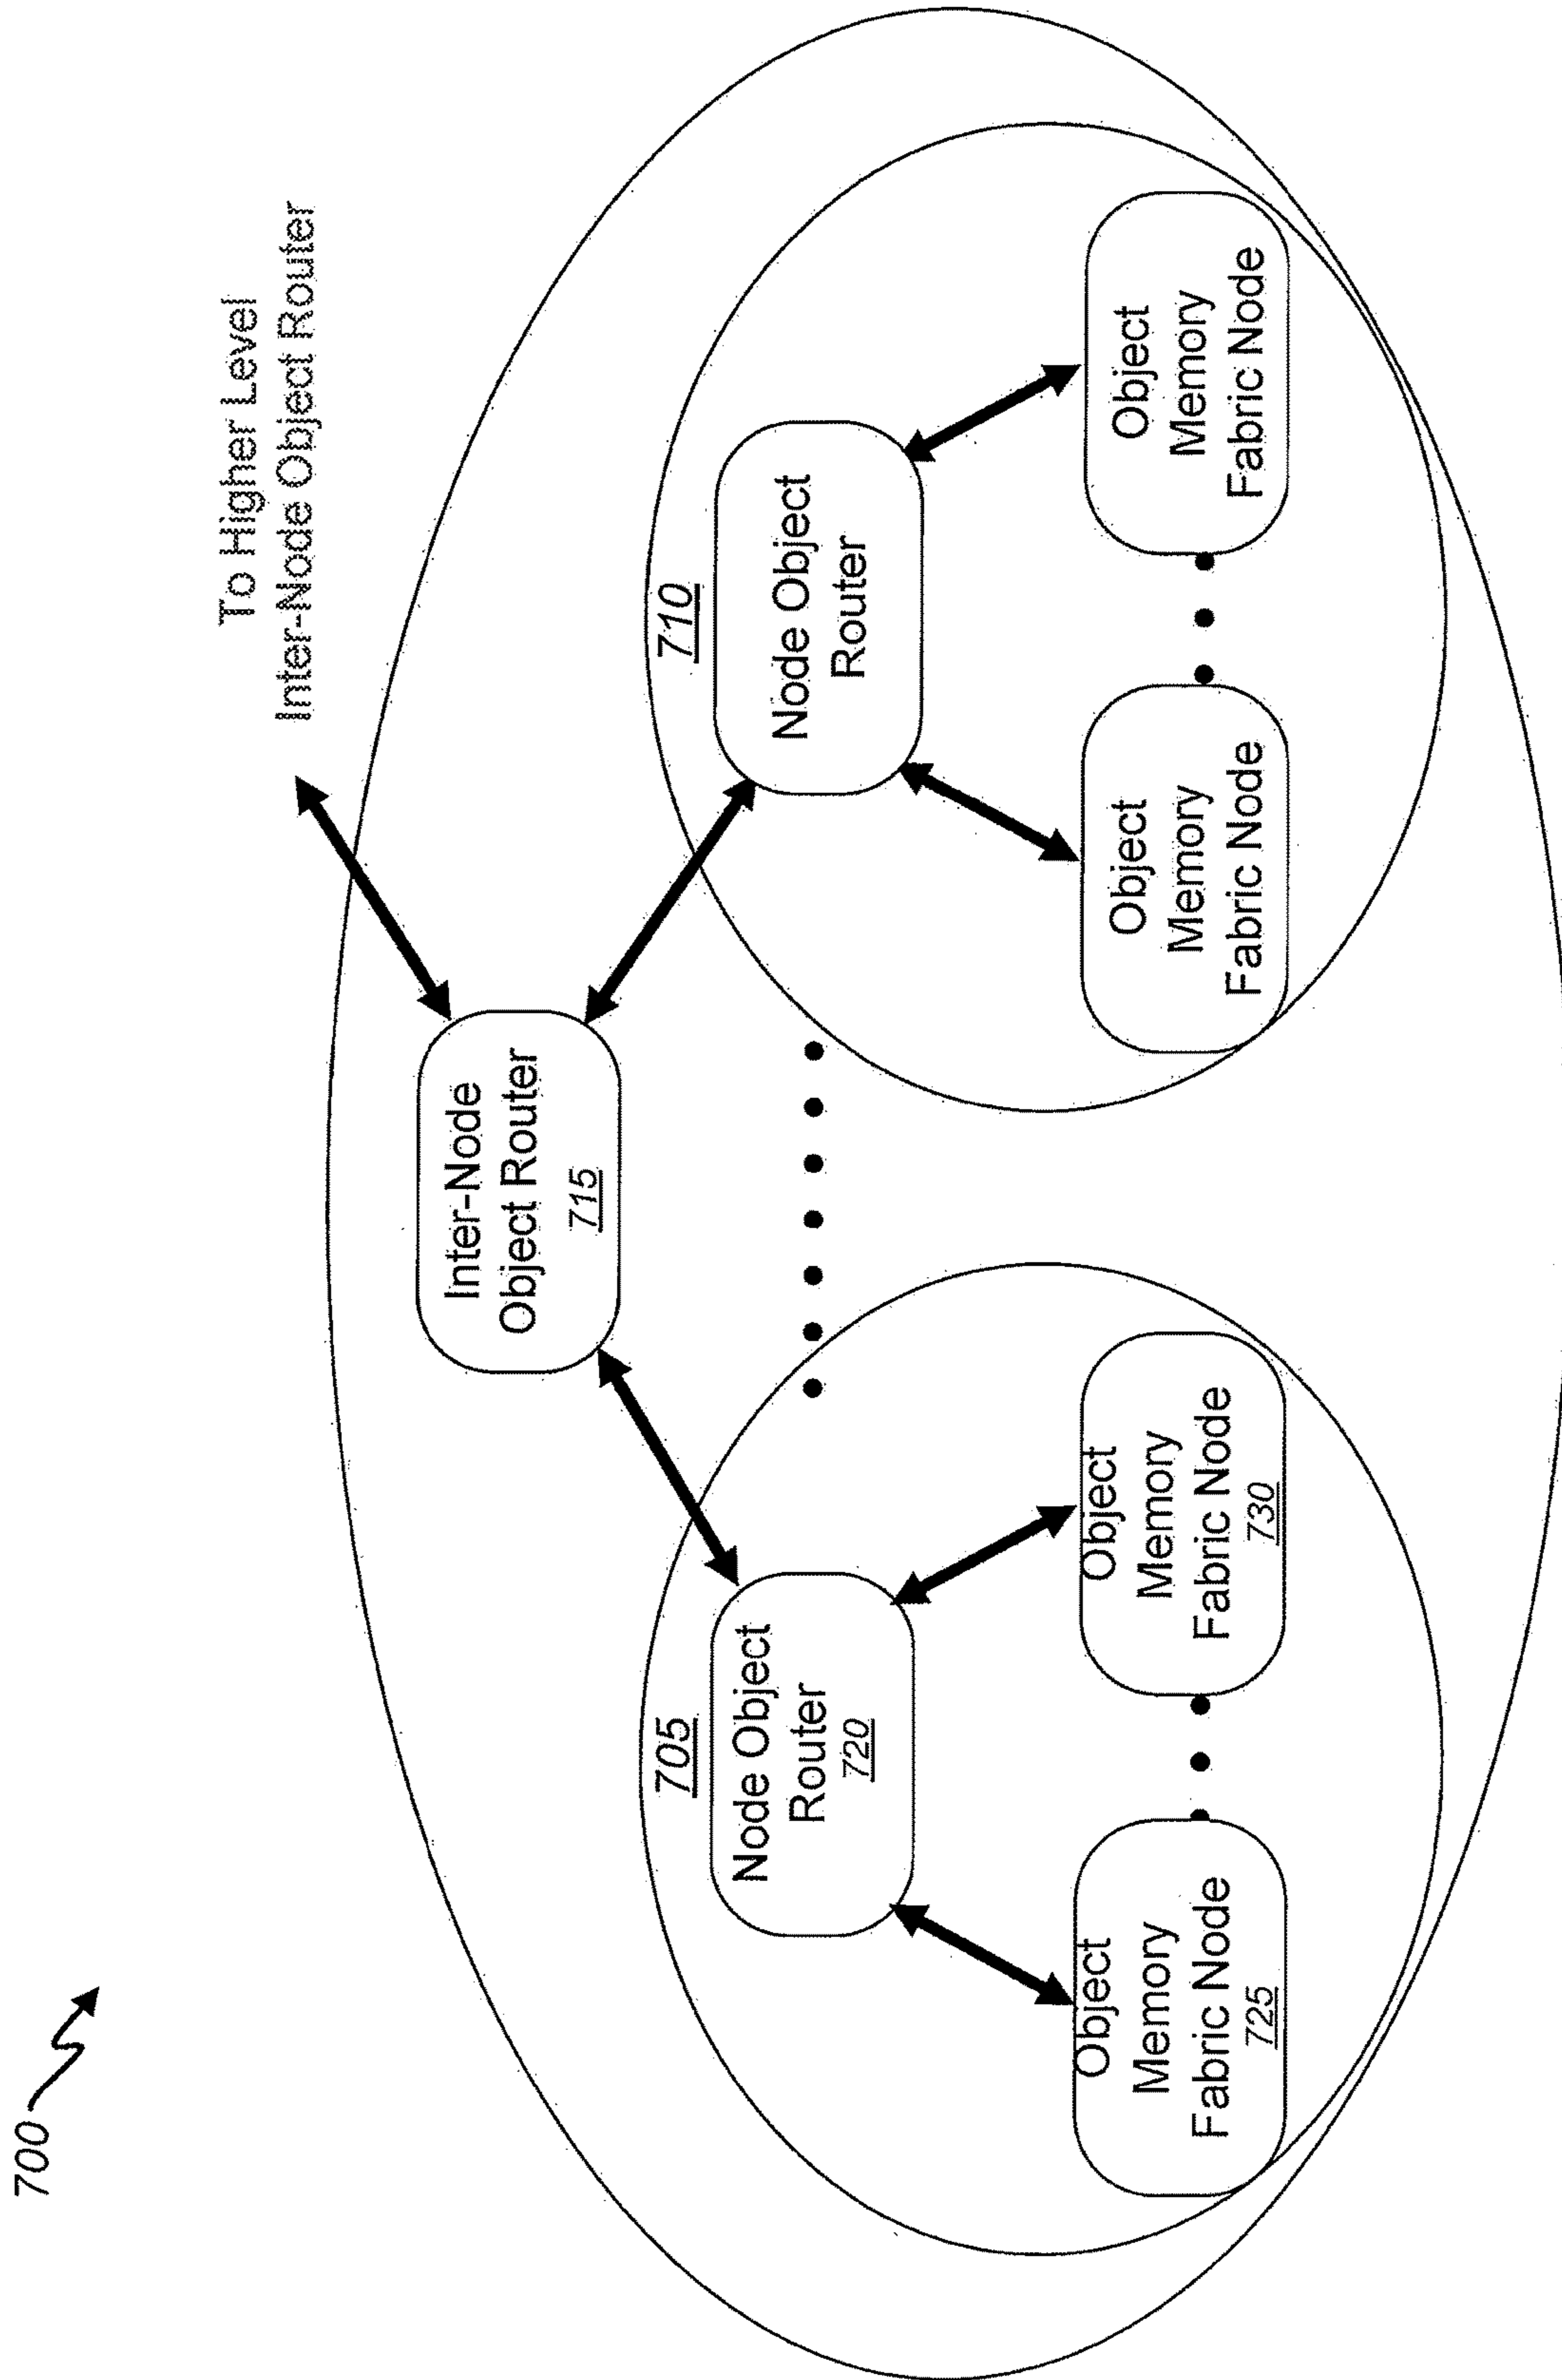 700
To Higher Level
Inter-Node Object Router
Inter-Node
Object Router
715
705
Node Object
Router
720
710
Node Object
Router
Object
Memory
Fabric Node
725
Object
Memory
Fabric Node
730
Object
Memory
Fabric Node
Object
Memory
Fabric Node